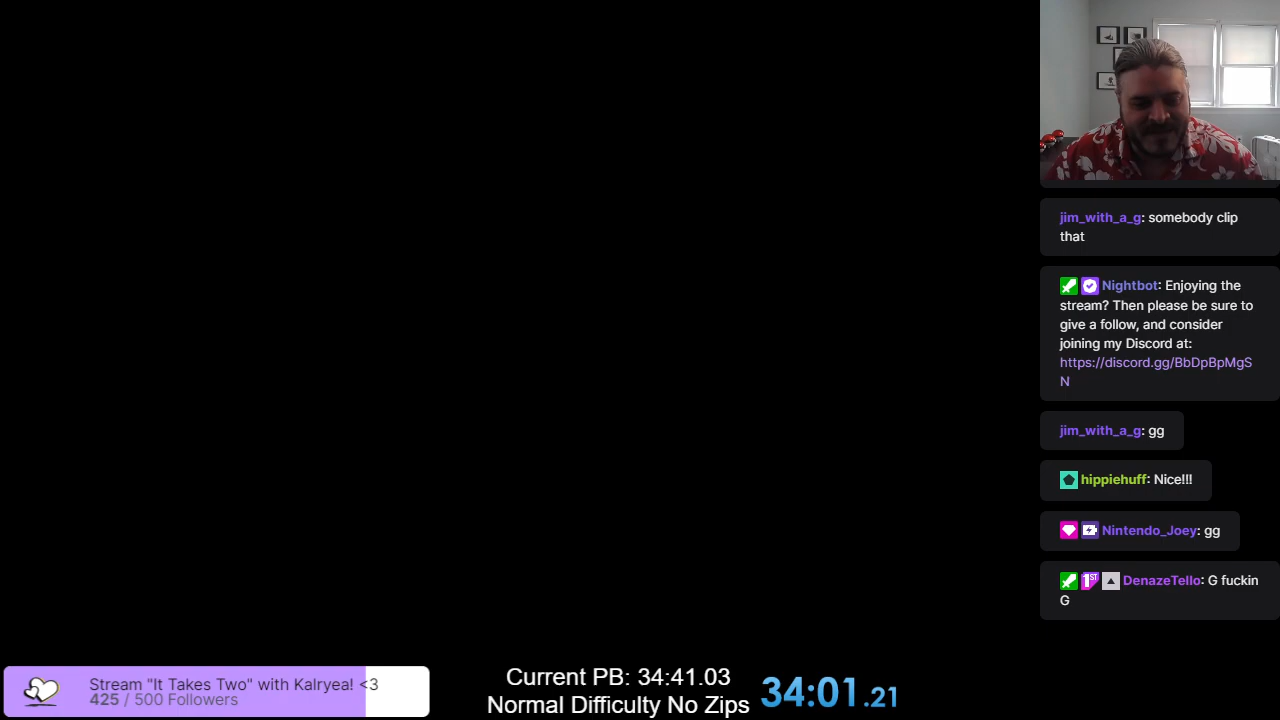 jim_with_a_g: somebody clip
that
Nightbot: Enjoying the
stream? Then please be sure to
give a follow, and consider
joining my Discord at:
https://discord.gg/BbDpBpMgS
N
jim_with_a_g: gg
hippiehuff: Nice!!!
Nintendo_Joey: gg
1ST DenazeTello: G fuckin
G
Stream "It Takes Two" with Kalryea! <3
425 / 500 Followers
Current PB: 34:41.03
Normal Difficulty No Zips
34:01.21